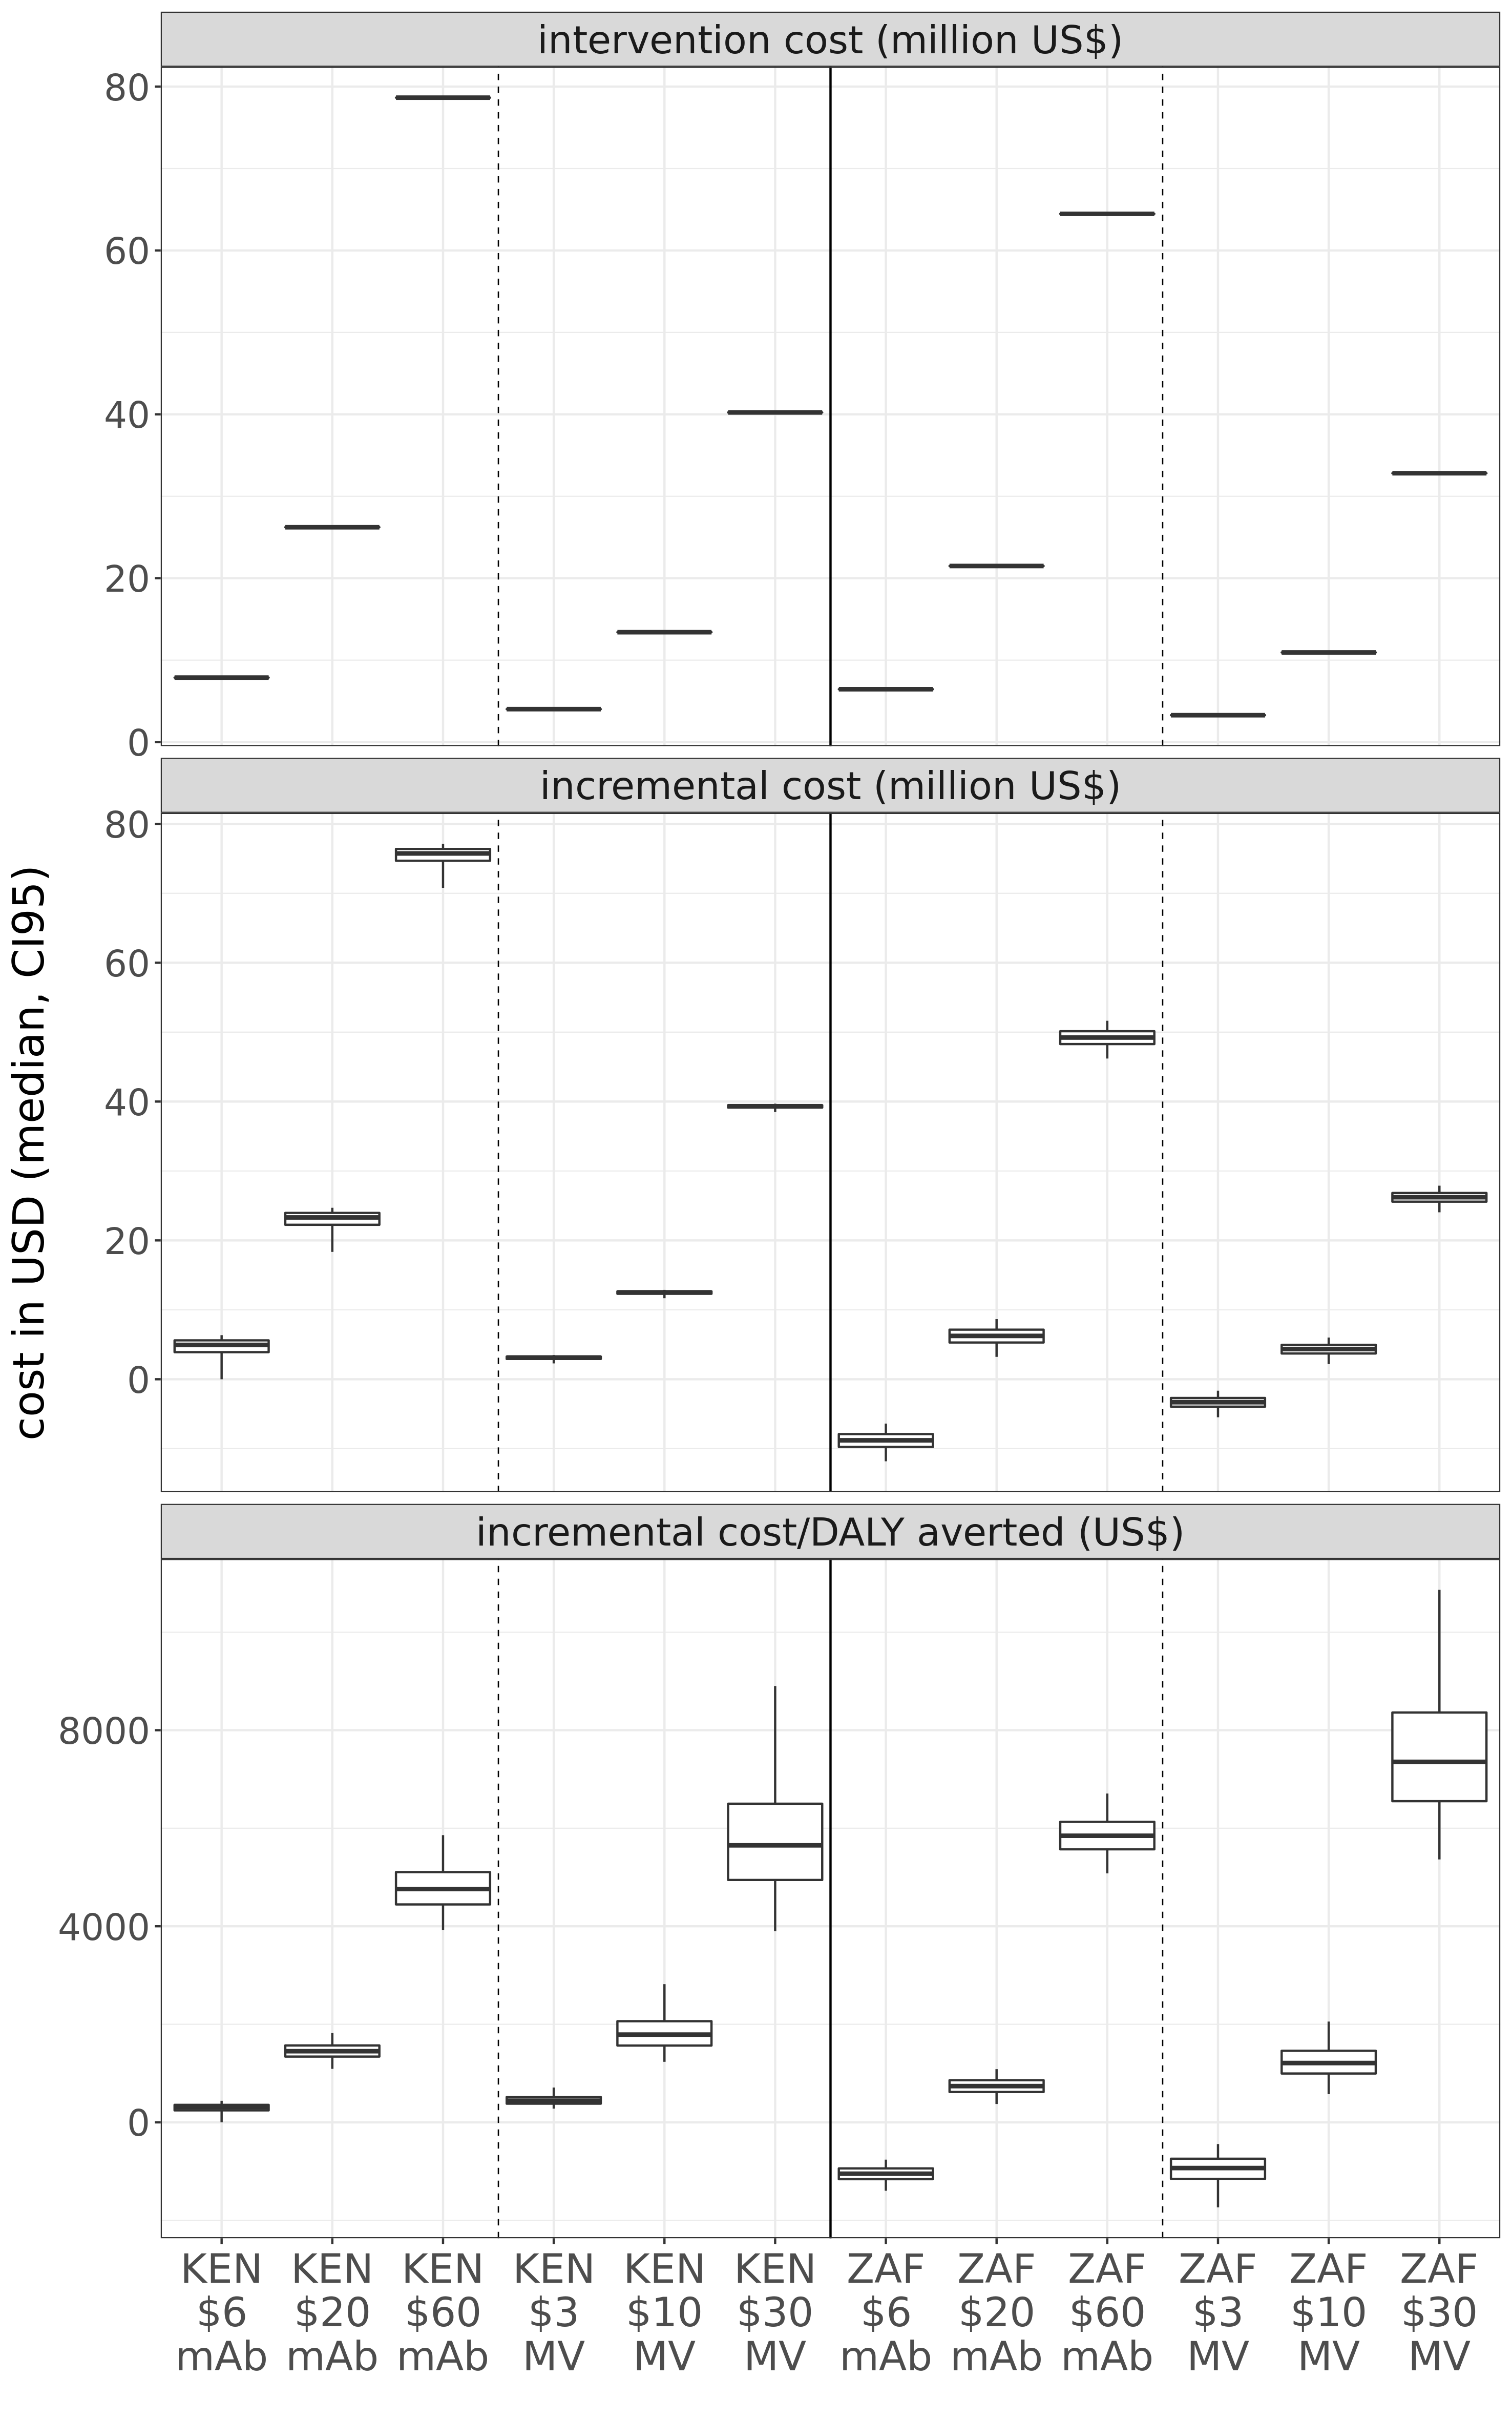 intervention cost (million US$)
80
60
40
20
0
incremental cost (million US$)
80
60
40
20
0
cost in USD (median, CI95)
incremental cost/DALY averted (US$)
8000
4000
0
KEN KEN KEN KEN KEN KEN ZAF ZAF ZAF ZAF ZAF ZAF
$6 $20 $60 $3 $10 $30 $6 $20 $60 $3 $10 $30
mAb mAb mAb MV MV MV mAb mAb mAb MV MV MV